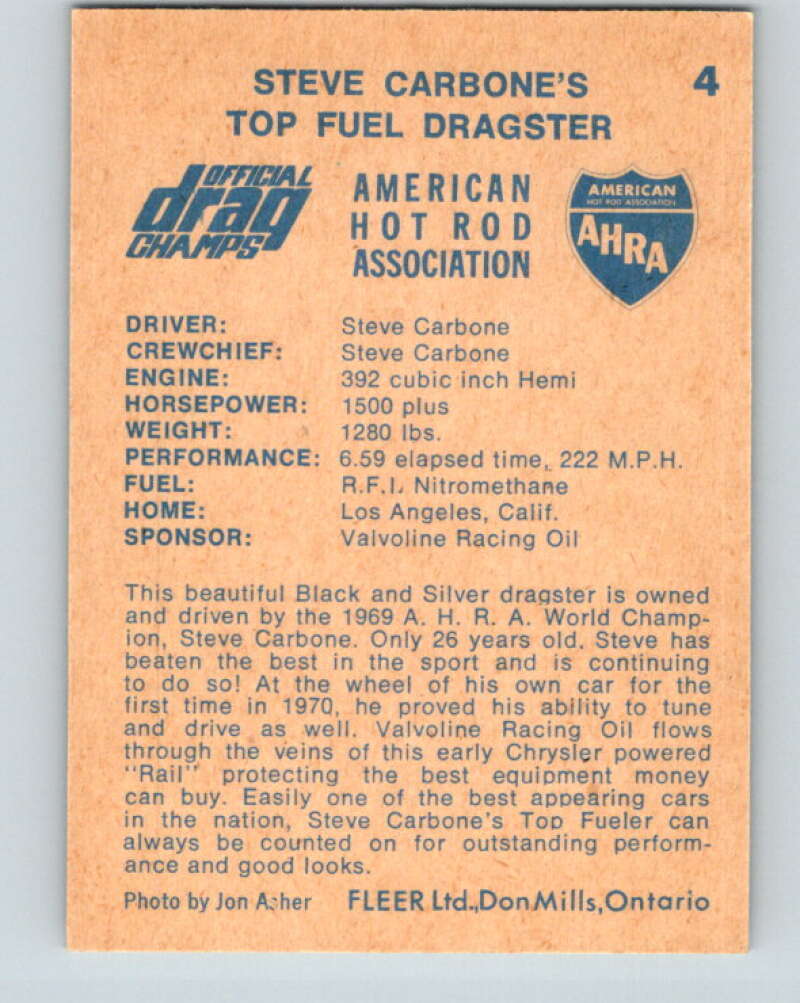 STEVE CARBONE'S 4
TOP FUEL DRAGSTER
OFFICIAL
drag
CHAMPS
AMERICAN
HOT ROD
ASSOCIATION
AMERICAN
HOT ROD ASSOCIATION
AHRA
DRIVER: Steve Carbone
CREWCHIEF: Steve Carbone
ENGINE: 392 cubic inch Hemi
HORSEPOWER: 1500 plus
WEIGHT: 1280 lbs.
PERFORMANCE: 6.59 elapsed time, 222 M.P.H.
FUEL: R.F.I. Nitromethane
HOME: Los Angeles, Calif.
SPONSOR: Valvoline Racing Oil
This beautiful Black and Silver dragster is owned
and driven by the 1969 A. H. R. A. World Champ-
ion, Steve Carbone. Only 26 years old. Steve has
beaten the best in the sport and is continuing
to do so! At the wheel of his own car for the
first time in 1970, he proved his ability to tune
and drive as well. Valvoline Racing Oil flows
through the veins of this early Chrysler powered
"Rail" protecting the best equipment money
can buy. Easily one of the best appearing cars
in the nation, Steve Carbone's Top Fueler can
always be counted on for outstanding perform-
ance and good looks.
Photo by Jon Asher FLEER Ltd., Don Mills, Ontario